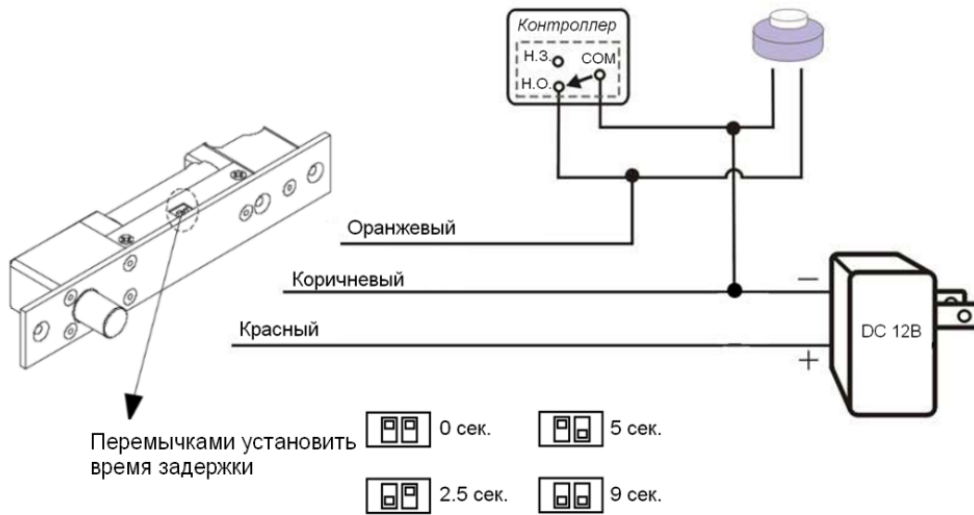 Контроллер
Н.З.
COM
Н.О.
Оранжевый
Коричневый
−
Красный
DC 12В
+
Перемычками установить
время задержки
0 сек.
5 сек.
2.5 сек.
9 сек.